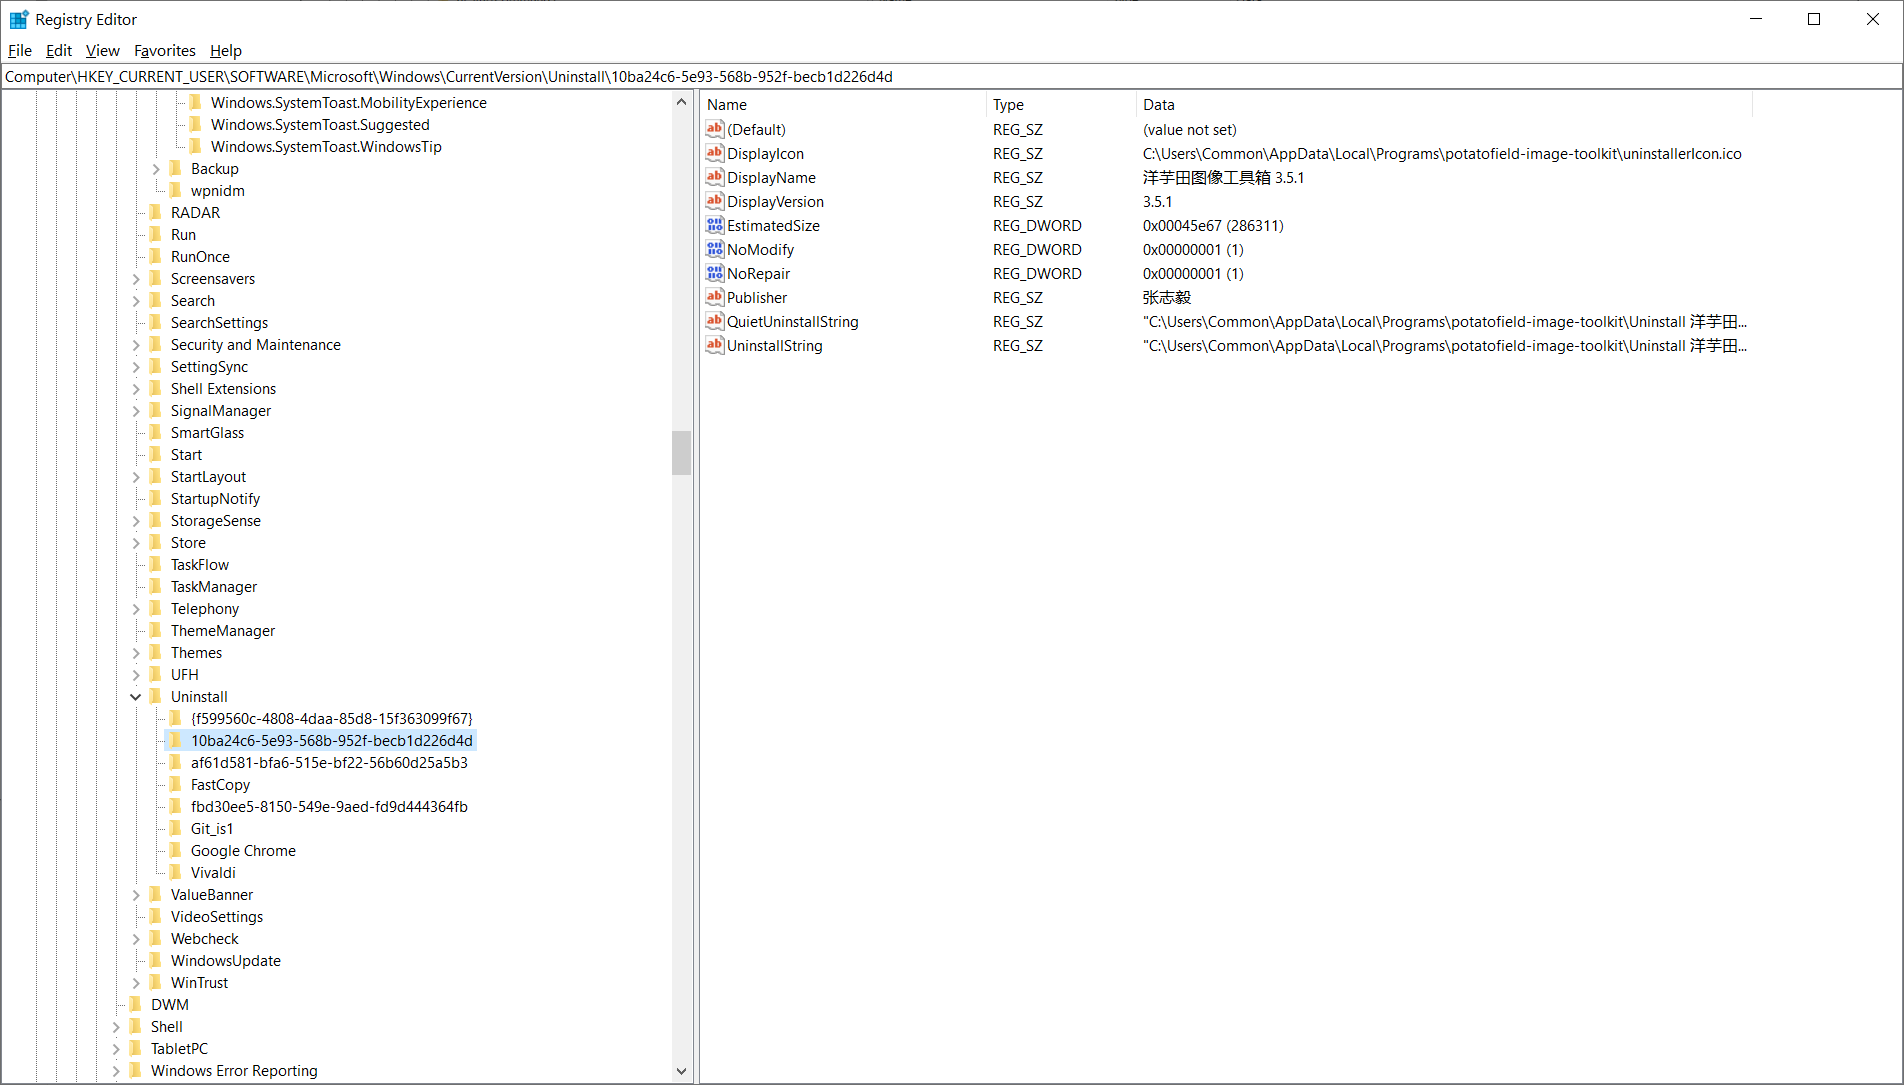 Registry Editor
File Edit View Favorites Help
Computer\HKEY_CURRENT_USER\SOFTWARE\Microsoft\Windows\CurrentVersion\Uninstall\10ba24c6-5e93-568b-952f-becb1d226d4d
Windows.SystemToast.MobilityExperience
Windows.SystemToast.Suggested
Windows.SystemToast.WindowsTip
Backup
wpnidm
RADAR
Run
RunOnce
Screensavers
Search
SearchSettings
Security and Maintenance
SettingSync
Shell Extensions
SignalManager
SmartGlass
Start
StartLayout
StartupNotify
StorageSense
Store
TaskFlow
TaskManager
Telephony
ThemeManager
Themes
UFH
Uninstall
{f599560c-4808-4daa-85d8-15f363099f67}
10ba24c6-5e93-568b-952f-becb1d226d4d
af61d581-bfa6-515e-bf22-56b60d25a5b3
FastCopy
fbd30ee5-8150-549e-9aed-fd9d444364fb
Git_is1
Google Chrome
Vivaldi
ValueBanner
VideoSettings
Webcheck
WindowsUpdate
WinTrust
DWM
Shell
TabletPC
Windows Error Reporting
Name Type Data
(Default) REG_SZ (value not set)
DisplayIcon REG_SZ C:\Users\Common\AppData\Local\Programs\potatofield-image-toolkit\uninstallerIcon.ico
DisplayName REG_SZ 洋芋田图像工具箱 3.5.1
DisplayVersion REG_SZ 3.5.1
EstimatedSize REG_DWORD 0x00045e67 (286311)
NoModify REG_DWORD 0x00000001 (1)
NoRepair REG_DWORD 0x00000001 (1)
Publisher REG_SZ 张志毅
QuietUninstallString REG_SZ "C:\Users\Common\AppData\Local\Programs\potatofield-image-toolkit\Uninstall 洋芋田...
UninstallString REG_SZ "C:\Users\Common\AppData\Local\Programs\potatofield-image-toolkit\Uninstall 洋芋田...